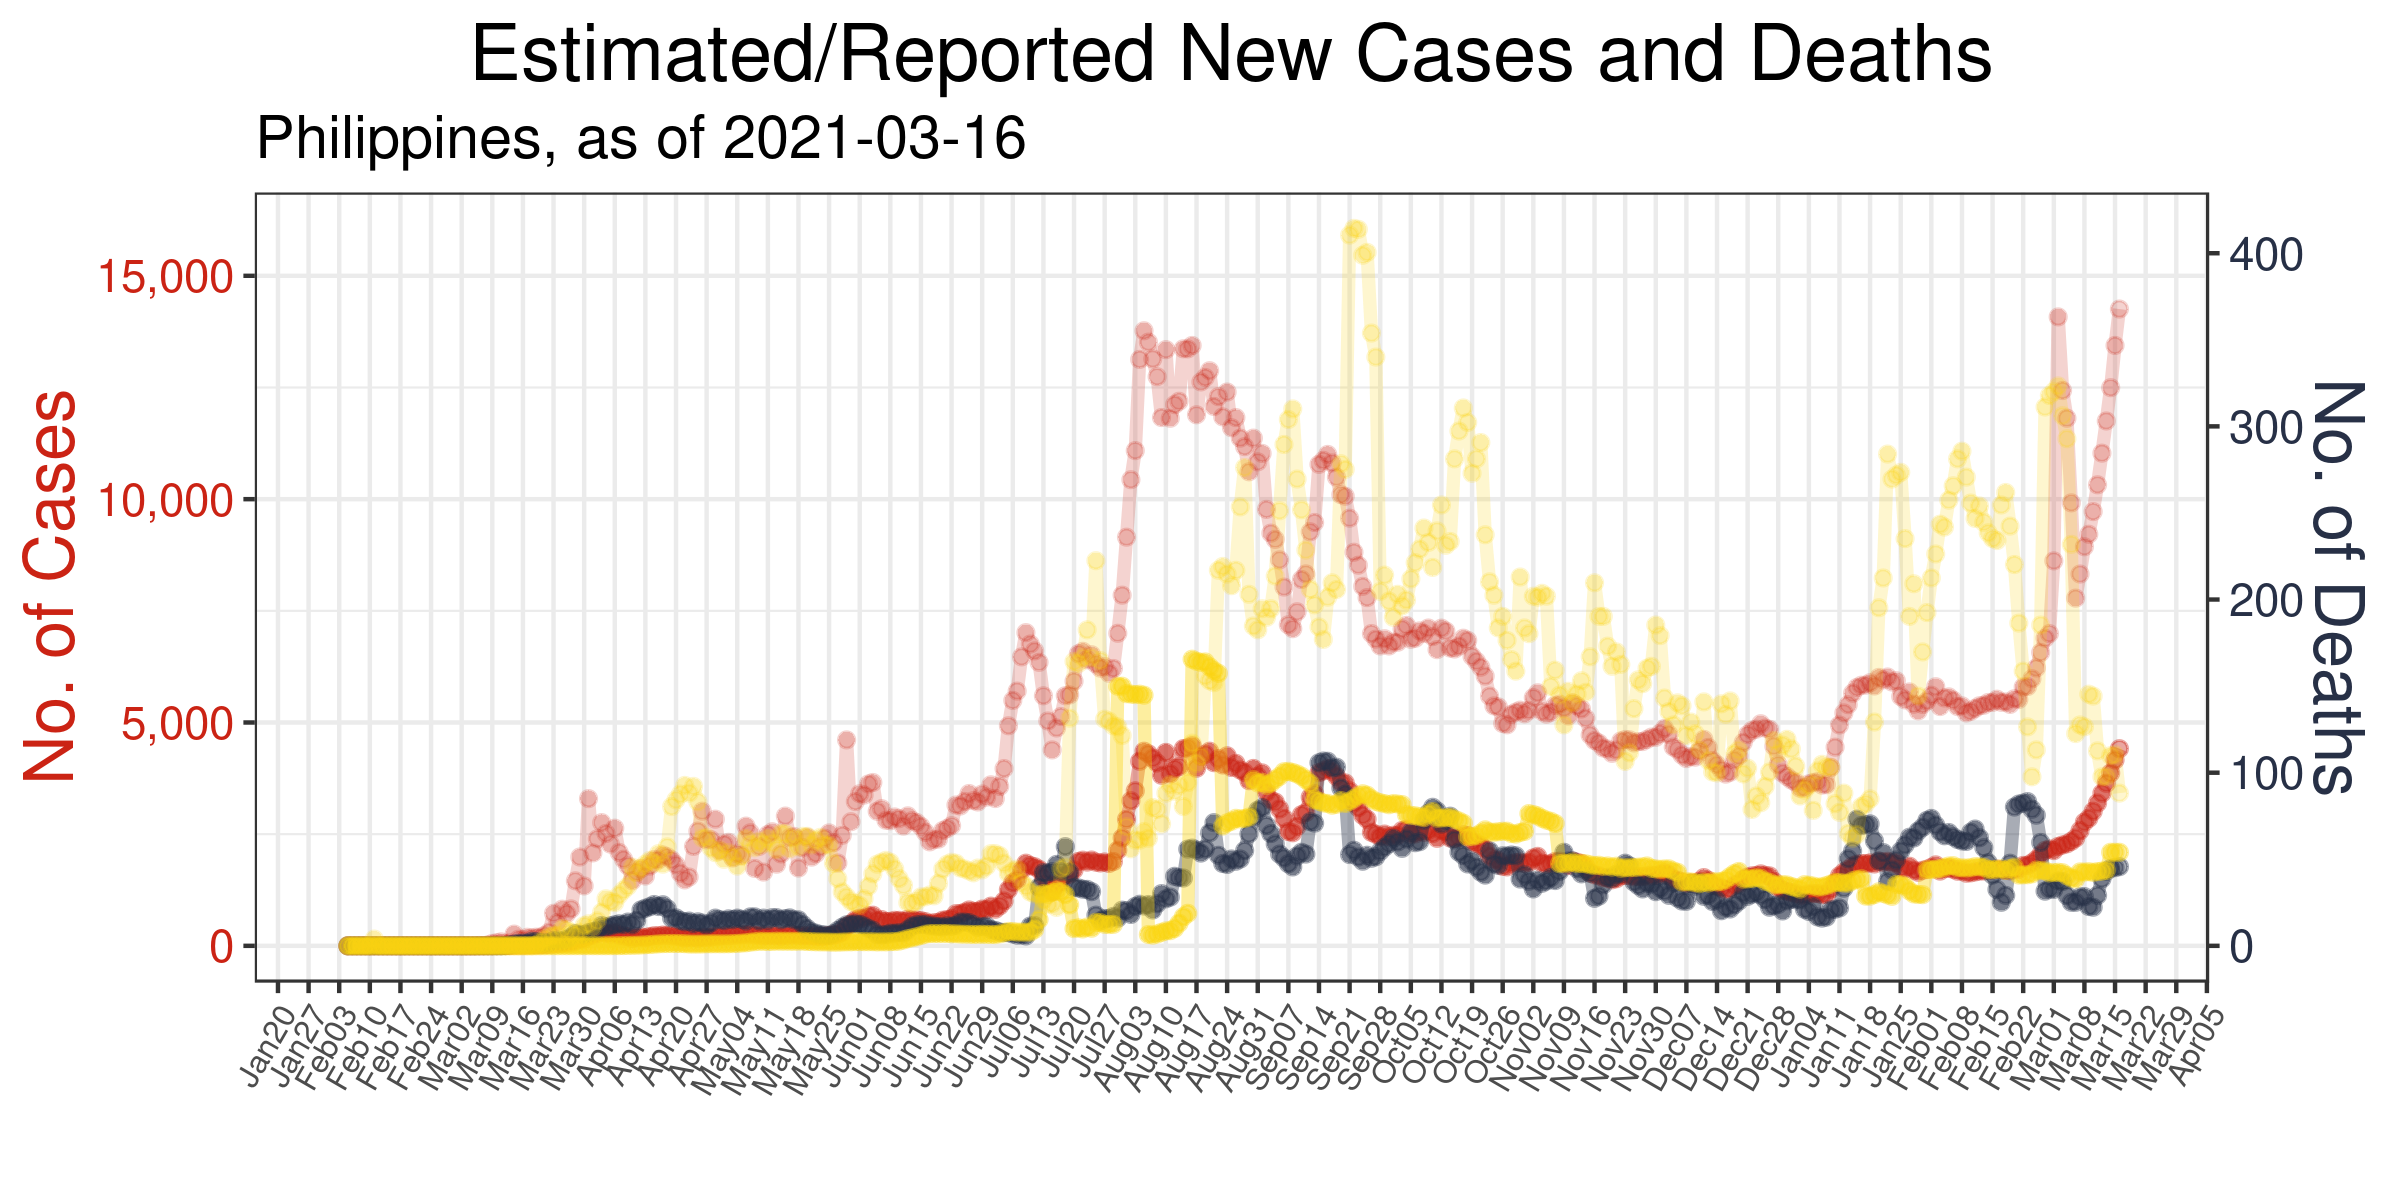 Estimated/Reported New Cases and Deaths
Philippines, as of 2021-03-16
No. of Cases
15,000
10,000
5,000
0
400
300
200
100
0
No. of Deaths
Jan20
Jan27
Feb03
Feb10
Feb17
Feb24
Mar02
Mar09
Mar16
Mar23
Mar30
Apr06
Apr13
Apr20
Apr27
May04
May11
May18
May25
Jun01
Jun08
Jun15
Jun22
Jun29
Jul06
Jul13
Jul20
Jul27
Aug03
Aug10
Aug17
Aug24
Aug31
Sep07
Sep14
Sep21
Sep28
Oct05
Oct12
Oct19
Oct26
Nov02
Nov09
Nov16
Nov23
Nov30
Dec07
Dec14
Dec21
Dec28
Dec04
Jan11
Jan18
Jan25
Feb01
Feb08
Feb15
Feb22
Mar01
Mar08
Mar15
Mar22
Mar29
Apr05